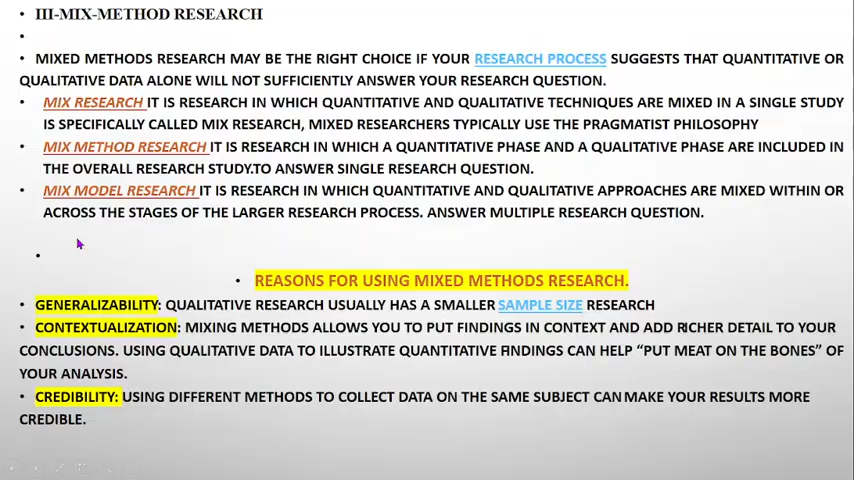 III-MIX-METHOD RESEARCH
MIXED METHODS RESEARCH MAY BE THE RIGHT CHOICE IF YOUR RESEARCH PROCESS SUGGESTS THAT QUANTITATIVE OR
QUALITATIVE DATA ALONE WILL NOT SUFFICIENTLY ANSWER YOUR RESEARCH QUESTION.
MIX RESEARCH IT IS RESEARCH IN WHICH QUANTITATIVE AND QUALITATIVE TECHNIQUES ARE MIXED IN A SINGLE STUDY
IS SPECIFICALLY CALLED MIX RESEARCH, MIXED RESEARCHERS TYPICALLY USE THE PRAGMATIST PHILOSOPHY
MIX METHOD RESEARCH IT IS RESEARCH IN WHICH A QUANTITATIVE PHASE AND A QUALITATIVE PHASE ARE INCLUDED IN
THE OVERALL RESEARCH STUDY.TO ANSWER SINGLE RESEARCH QUESTION.
MIX MODEL RESEARCH IT IS RESEARCH IN WHICH QUANTITATIVE AND QUALITATIVE APPROACHES ARE MIXED WITHIN OR
ACROSS THE STAGES OF THE LARGER RESEARCH PROCESS. ANSWER MULTIPLE RESEARCH QUESTION.
REASONS FOR USING MIXED METHODS RESEARCH.
GENERALIZABILITY: QUALITATIVE RESEARCH USUALLY HAS A SMALLER SAMPLE SIZE RESEARCH
CONTEXTUALIZATION: MIXING METHODS ALLOWS YOU TO PUT FINDINGS IN CONTEXT AND ADD RICHER DETAIL TO YOUR
CONCLUSIONS. USING QUALITATIVE DATA TO ILLUSTRATE QUANTITATIVE FINDINGS CAN HELP “PUT MEAT ON THE BONES” OF
YOUR ANALYSIS.
CREDIBILITY: USING DIFFERENT METHODS TO COLLECT DATA ON THE SAME SUBJECT CAN MAKE YOUR RESULTS MORE
CREDIBLE.